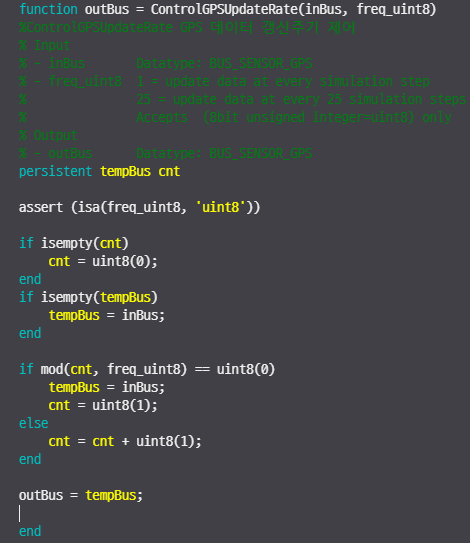 function outBus = ControlGPSUpdateRate(inBus, freq_uint8)
%ControlGPSUpdateRate GPS 데이터 갱신주기 제어
% Input
% - inBus       Datatype: BUS_SENSOR_GPS
% - freq_uint8  1 = update data at every simulation step
%               25 = update data at every 25 simulation steps
%               Accepts  (8bit unsigned integer=uint8) only
% Output
% - outBus      Datatype: BUS_SENSOR_GPS
persistent tempBus cnt
assert (isa(freq_uint8, 'uint8'))
if isempty(cnt)
    cnt = uint8(0);
end
if isempty(tempBus)
    tempBus = inBus;
end
if mod(cnt, freq_uint8) == uint8(0)
    tempBus = inBus;
    cnt = uint8(1);
else
    cnt = cnt + uint8(1);
end
outBus = tempBus;
end